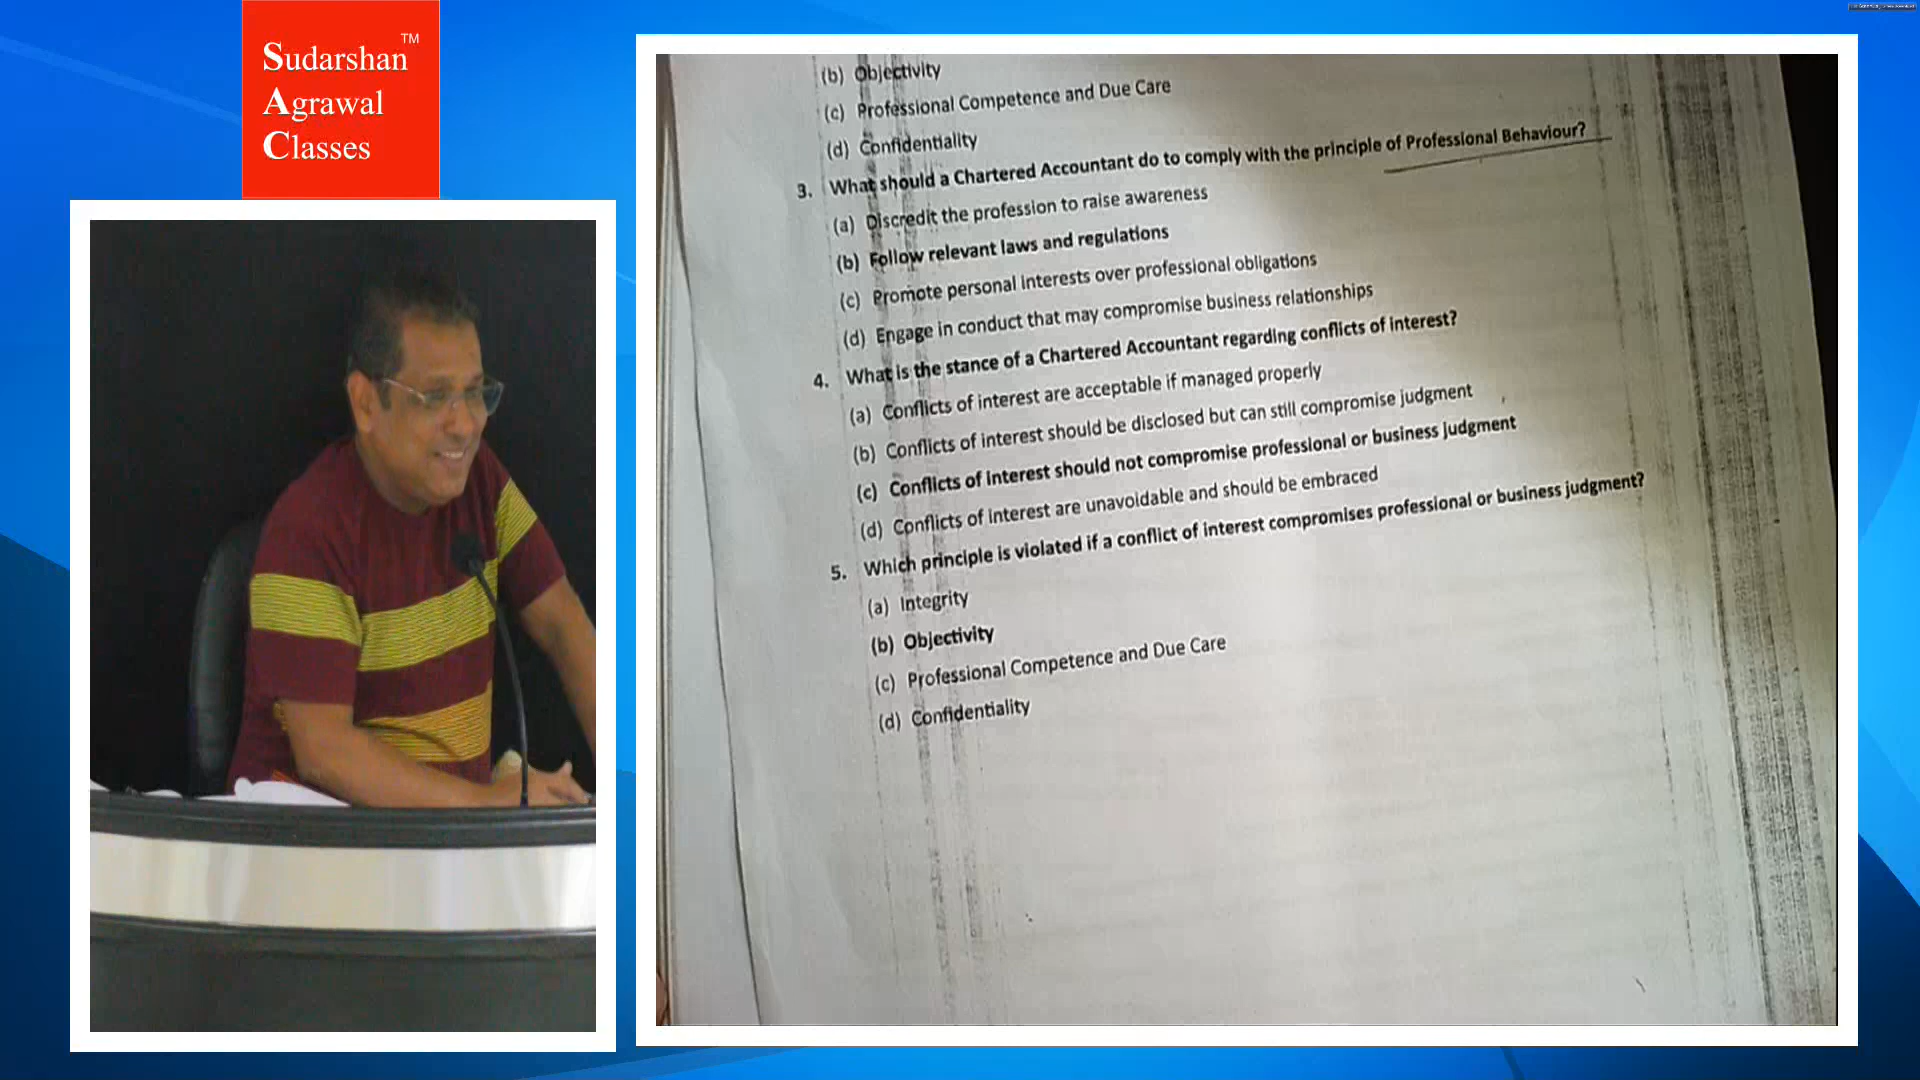 Sudarshan™
Agrawal
Classes
(b) Objectivity
(c) Professional Competence and Due Care
(d) Confidentiality
3. What should a Chartered Accountant do to comply with the principle of Professional Behaviour?
(a) Discredit the profession to raise awareness
(b) Follow relevant laws and regulations
(c) Promote personal interests over professional obligations
(d) Engage in conduct that may compromise business relationships
4. What is the stance of a Chartered Accountant regarding conflicts of interest?
(a) Conflicts of interest are acceptable if managed properly
(b) Conflicts of interest should be disclosed but can still compromise judgment
(c) Conflicts of interest should not compromise professional or business judgment
(d) Conflicts of interest are unavoidable and should be embraced
5. Which principle is violated if a conflict of interest compromises professional or business judgment?
(a) Integrity
(b) Objectivity
(c) Professional Competence and Due Care
(d) Confidentiality